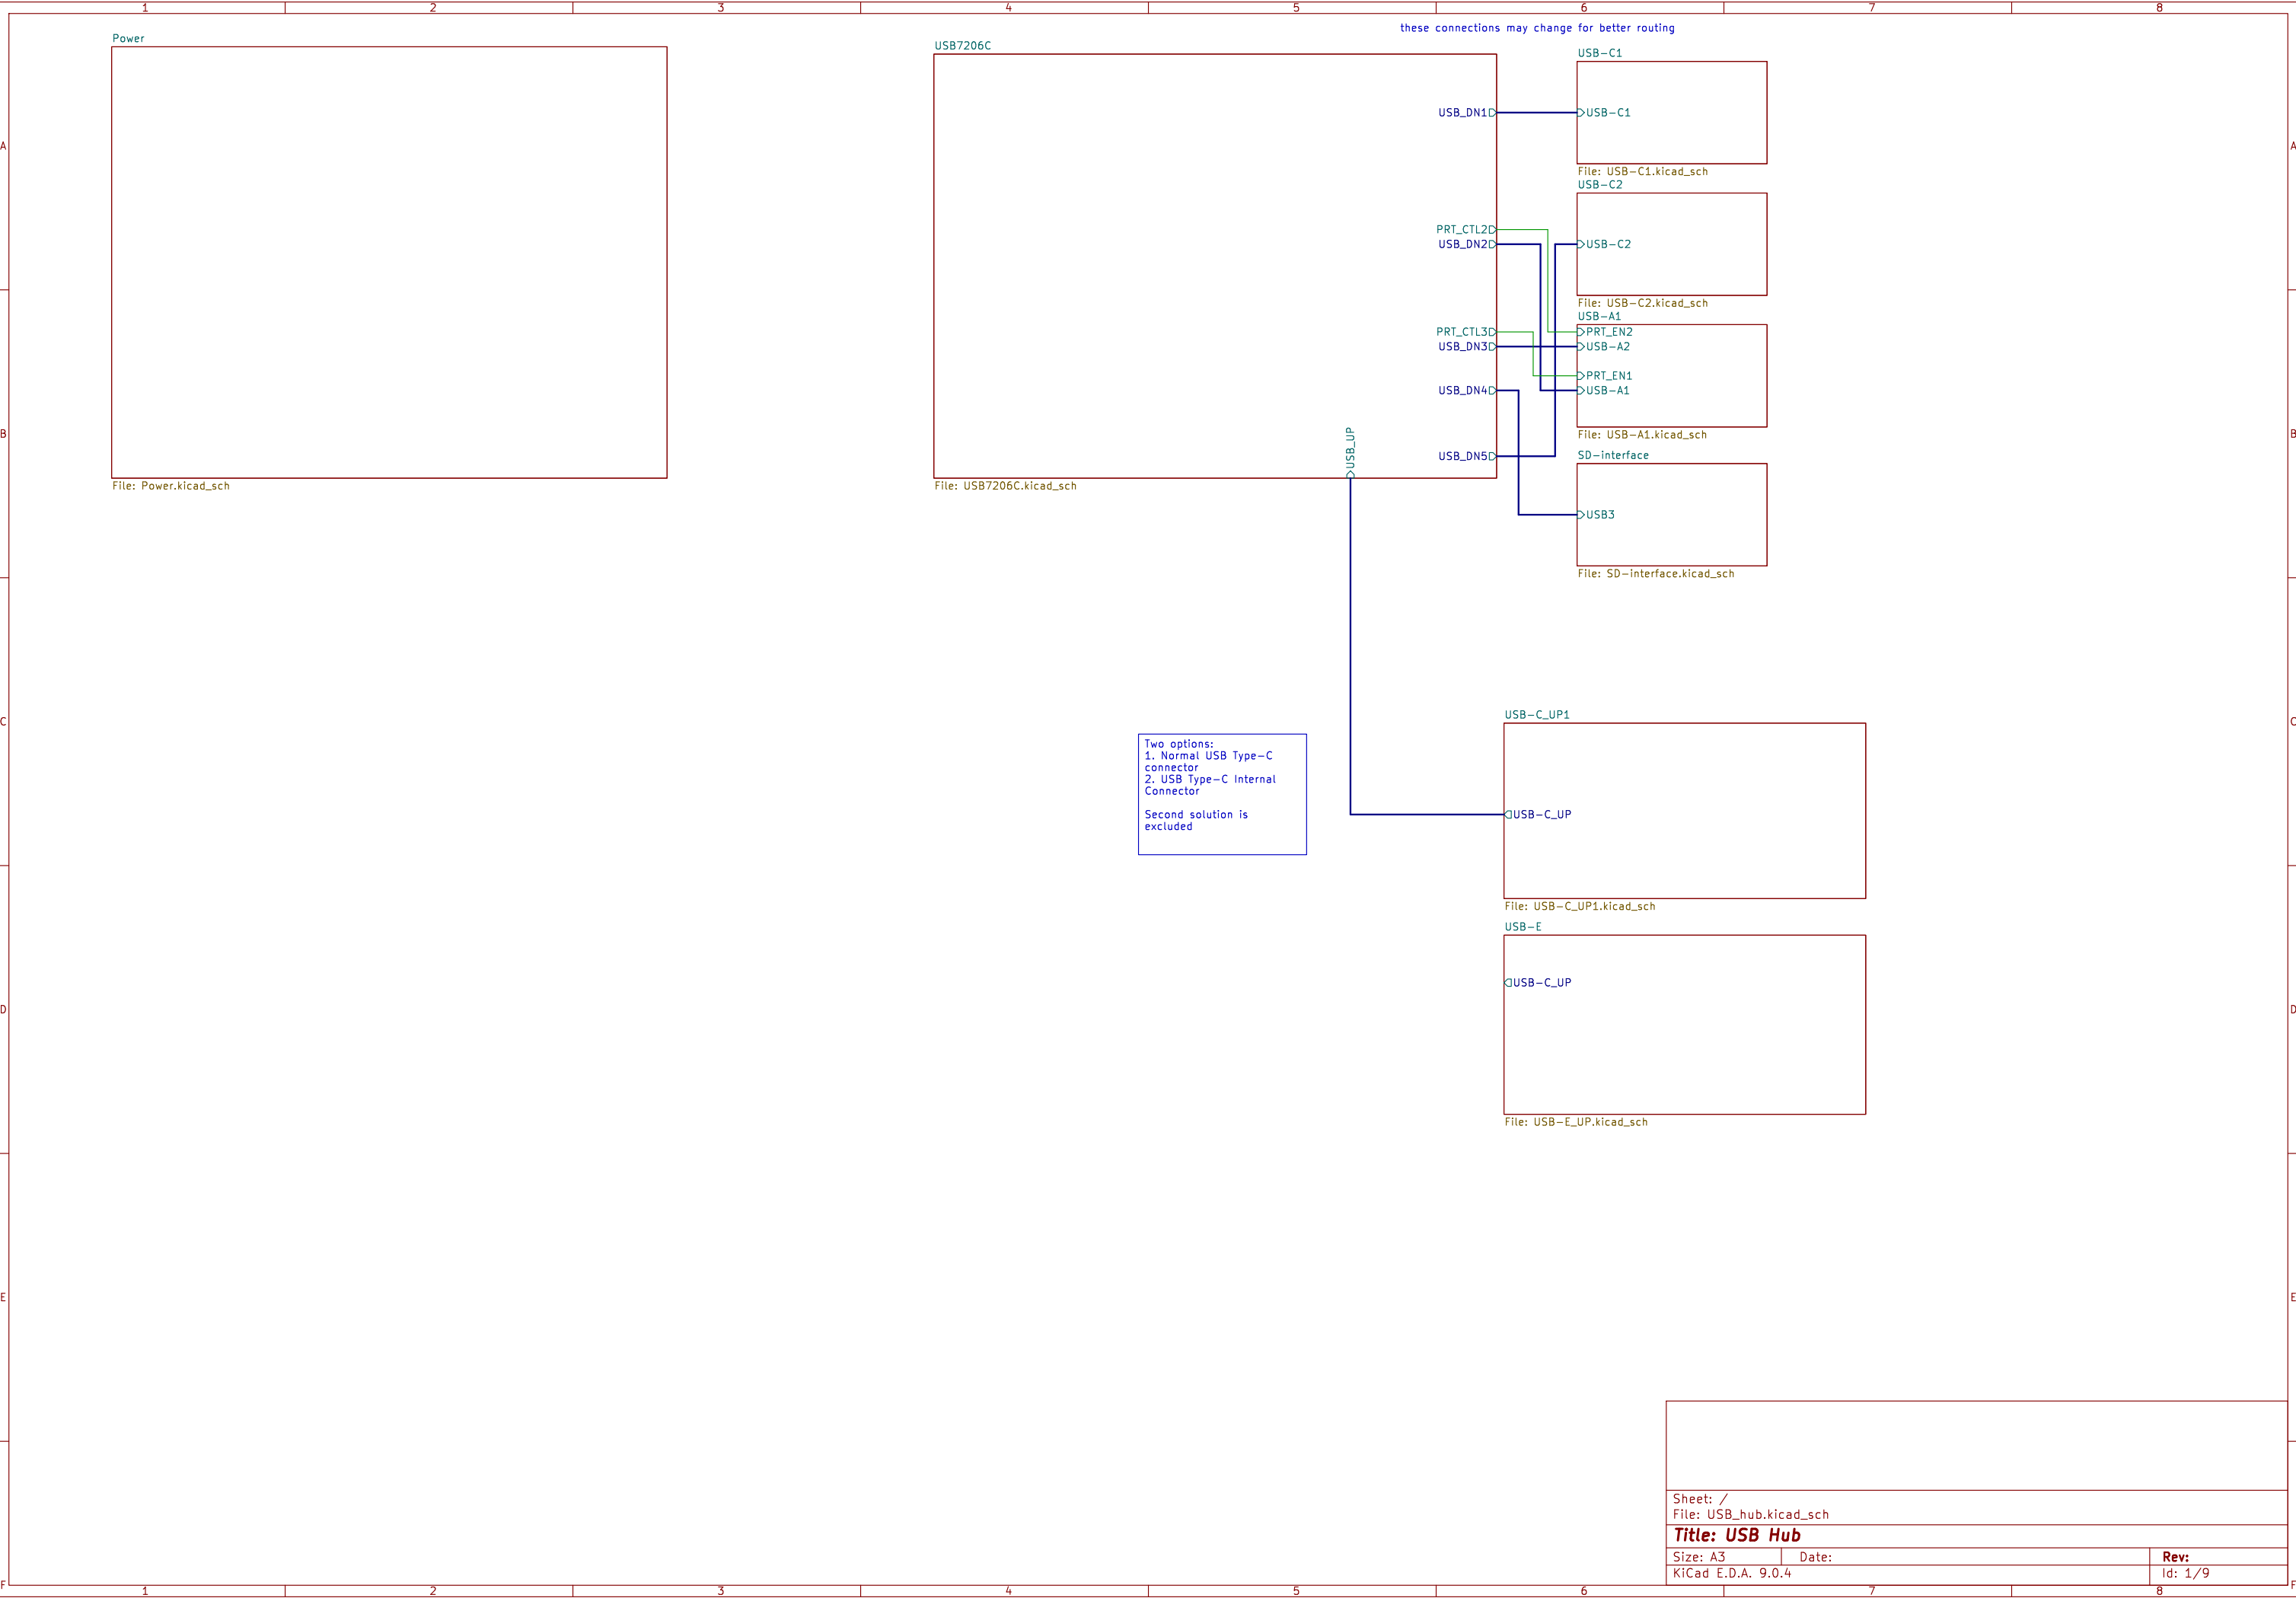 1 2 3 4 5 6 7 8
these connections may change for better routing
Power
USB7206C
USB-C1
USB_DN1
USB-C1
A
A
File: USB-C1.kicad_sch
USB-C2
PRT_CTL2
USB_DN2
USB-C2
File: USB-C2.kicad_sch
USB-A1
PRT_CTL3
PRT_EN2
USB_DN3
USB-A2
PRT_EN1
USB_DN4
USB-A1
B
B
File: USB-A1.kicad_sch
USB_UP
USB_DN5
SD-interface
File: Power.kicad_sch
File: USB7206C.kicad_sch
USB3
File: SD-interface.kicad_sch
USB-C_UP1
C
C
Two options:
1. Normal USB Type-C
connector
2. USB Type-C Internal
Connector
Second solution is
excluded
USB-C_UP
File: USB-C_UP1.kicad_sch
USB-E
USB-C_UP
D
D
File: USB-E_UP.kicad_sch
E
E
Sheet: /
File: USB_hub.kicad_sch
Title: USB Hub
Size: A3
Date:
Rev:
KiCad E.D.A. 9.0.4
Id: 1/9
F
F
1 2 3 4 5 6 7 8